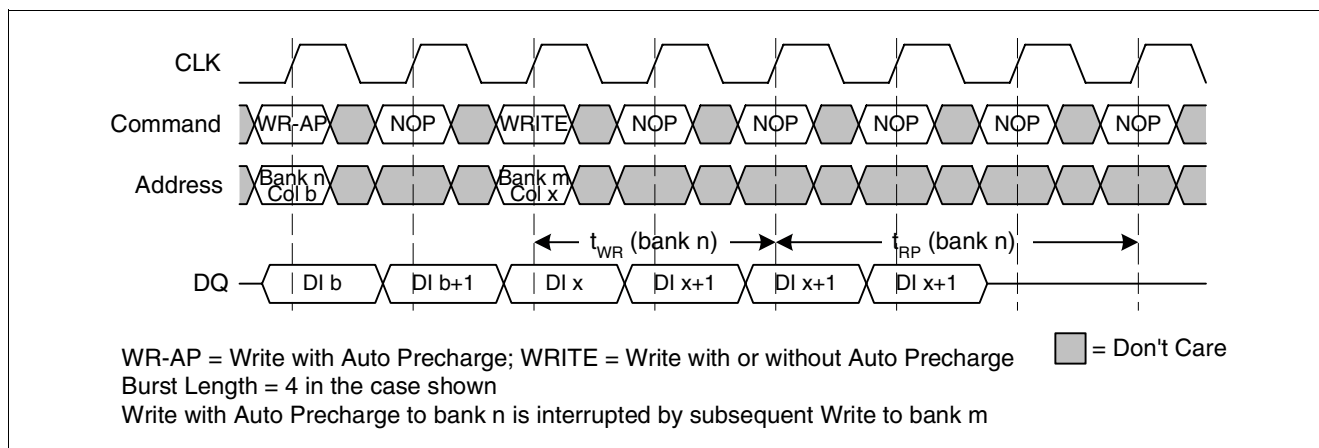 CLK
Command WR-AP NOP WRITE NOP NOP NOP NOP NOP
Address Bank n Col b Bank m Col x
tWR (bank n) tRP (bank n)
DQ DI b DI b+1 DI x DI x+1 DI x+1 DI x+1
WR-AP = Write with Auto Precharge; WRITE = Write with or without Auto Precharge
= Don't Care
Burst Length = 4 in the case shown
Write with Auto Precharge to bank n is interrupted by subsequent Write to bank m